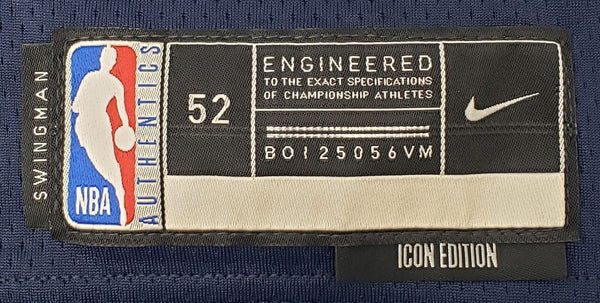 SWINGMAN
NBA
AUTHENTICS
52
ENGINEERED
TO THE EXACT SPECIFICATIONS
OF CHAMPIONSHIP ATHLETES
BO125056VM
ICON EDITION